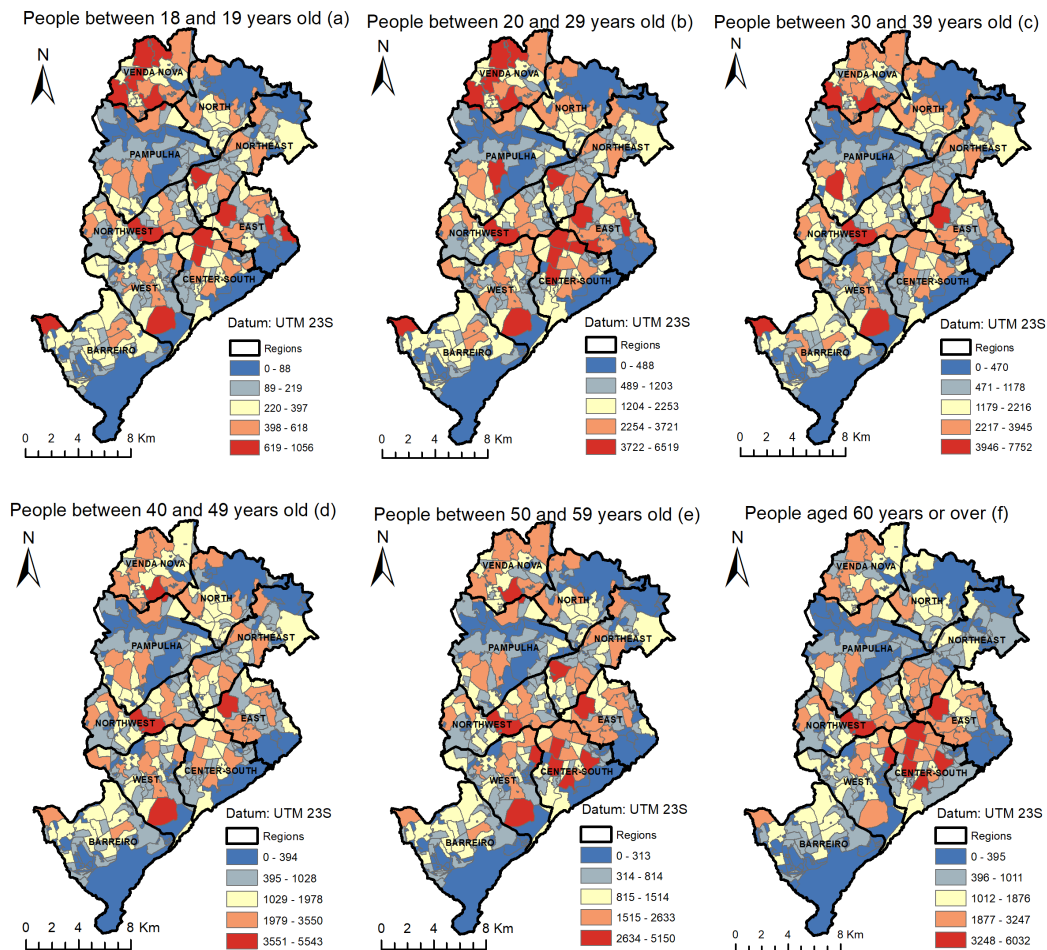 People between 18 and 19 years old (a)
N
VENDA NOVA
NORTH
NORTHEAST
PAMPULHA
NORTHWEST
EAST
CENTER-SOUTH
WEST
BARREIRO
Datum: UTM 23S
Regions
0 - 88
89 - 219
220 - 397
398 - 618
619 - 1056
0 2 4 8 Km
People between 20 and 29 years old (b)
N
VENDA NOVA
NORTH
NORTHEAST
PAMPULHA
NORTHWEST
EAST
CENTER-SOUTH
WEST
BARREIRO
Datum: UTM 23S
Regions
0 - 488
489 - 1203
1204 - 2253
2254 - 3721
3722 - 6519
0 2 4 8 Km
People between 30 and 39 years old (c)
N
VENDA NOVA
NORTH
NORTHEAST
PAMPULHA
NORTHWEST
EAST
CENTER-SOUTH
WEST
BARREIRO
Datum: UTM 23S
Regions
0 - 470
471 - 1178
1179 - 2216
2217 - 3945
3946 - 7752
0 2 4 8 Km
People between 40 and 49 years old (d)
N
VENDA NOVA
NORTH
NORTHEAST
PAMPULHA
NORTHWEST
EAST
CENTER-SOUTH
WEST
BARREIRO
Datum: UTM 23S
Regions
0 - 394
395 - 1028
1029 - 1978
1979 - 3550
3551 - 5543
0 2 4 8 Km
People between 50 and 59 years old (e)
N
VENDA NOVA
NORTH
NORTHEAST
PAMPULHA
NORTHWEST
EAST
CENTER-SOUTH
WEST
BARREIRO
Datum: UTM 23S
Regions
0 - 313
314 - 814
815 - 1514
1515 - 2633
2634 - 5150
0 2 4 8 Km
People aged 60 years or over (f)
N
VENDA NOVA
NORTH
NORTHEAST
PAMPULHA
NORTHWEST
EAST
CENTER-SOUTH
WEST
BARREIRO
Datum: UTM 23S
Regions
0 - 395
396 - 1011
1012 - 1876
1877 - 3247
3248 - 6032
0 2 4 8 Km